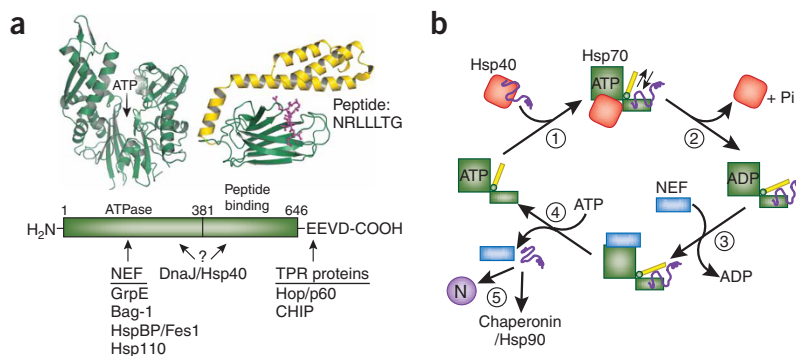 a
ATP
Peptide:
NRLLLTG
Peptide
binding
1
ATPase
381
646
H₂N
EEVD-COOH
?
NEF
DnaJ/Hsp40
TPR proteins
GrpE
Hop/p60
Bag-1
CHIP
HspBP/Fes1
Hsp110
b
Hsp40
Hsp70
ATP
+ Pi
1
2
ATP
ADP
NEF
ATP
4
3
ADP
N
5
Chaperonin
/Hsp90